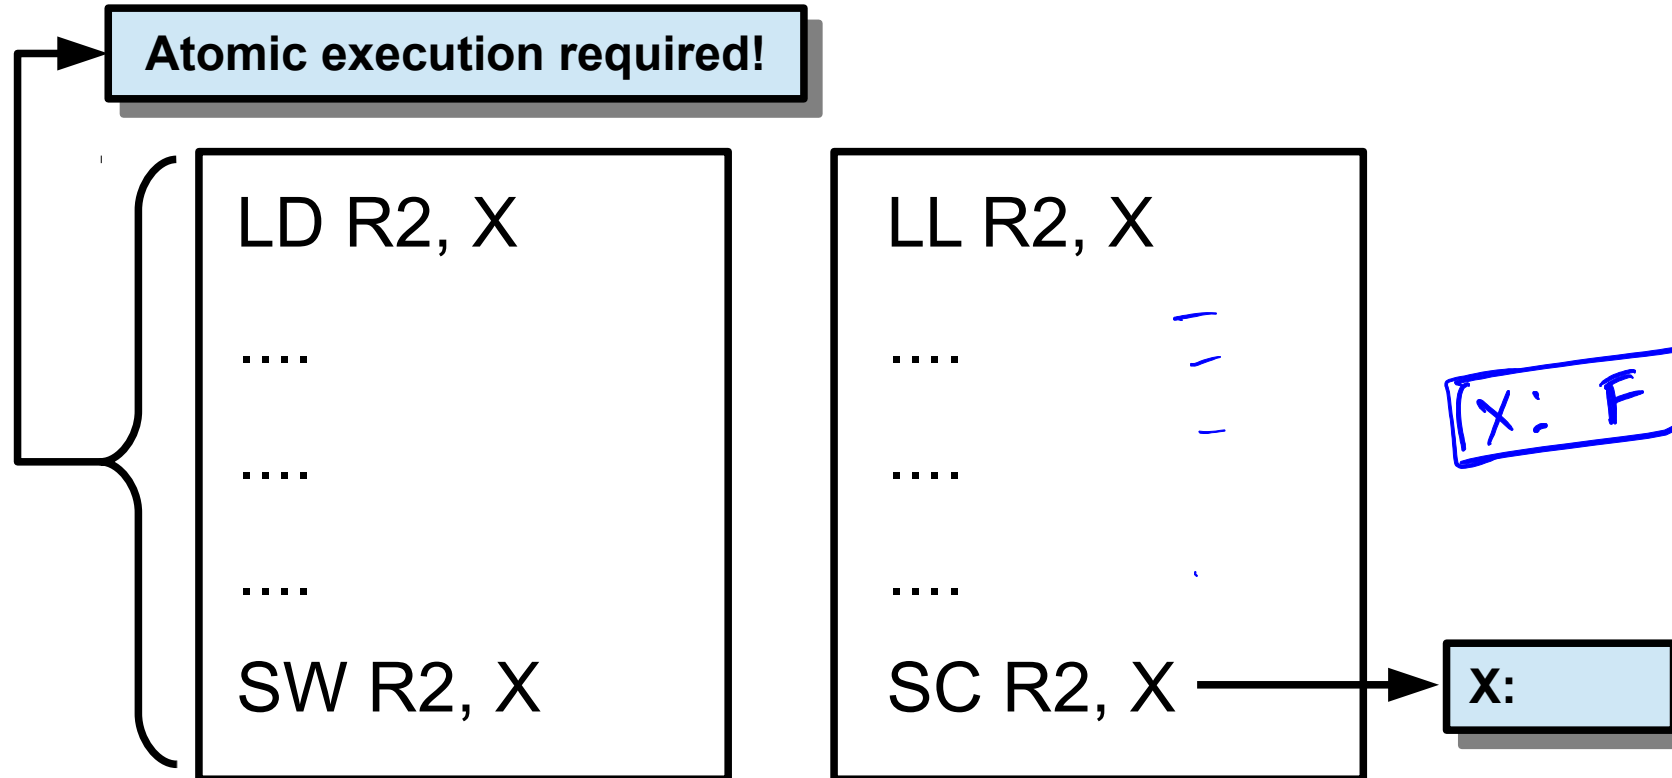 Atomic execution required!
LD R2, X
....
....
....
SW R2, X
LL R2, X
....
....
....
SC R2, X
X: F
X: